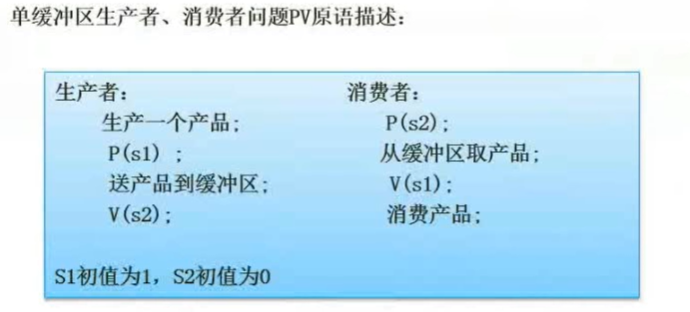 单缓冲区生产者、消费者问题PV原语描述：
生产者： 消费者：
生产一个产品; P(s2);
P(s1) ; 从缓冲区取产品;
送产品到缓冲区; V(s1);
V(s2); 消费产品;
S1初值为1，S2初值为0